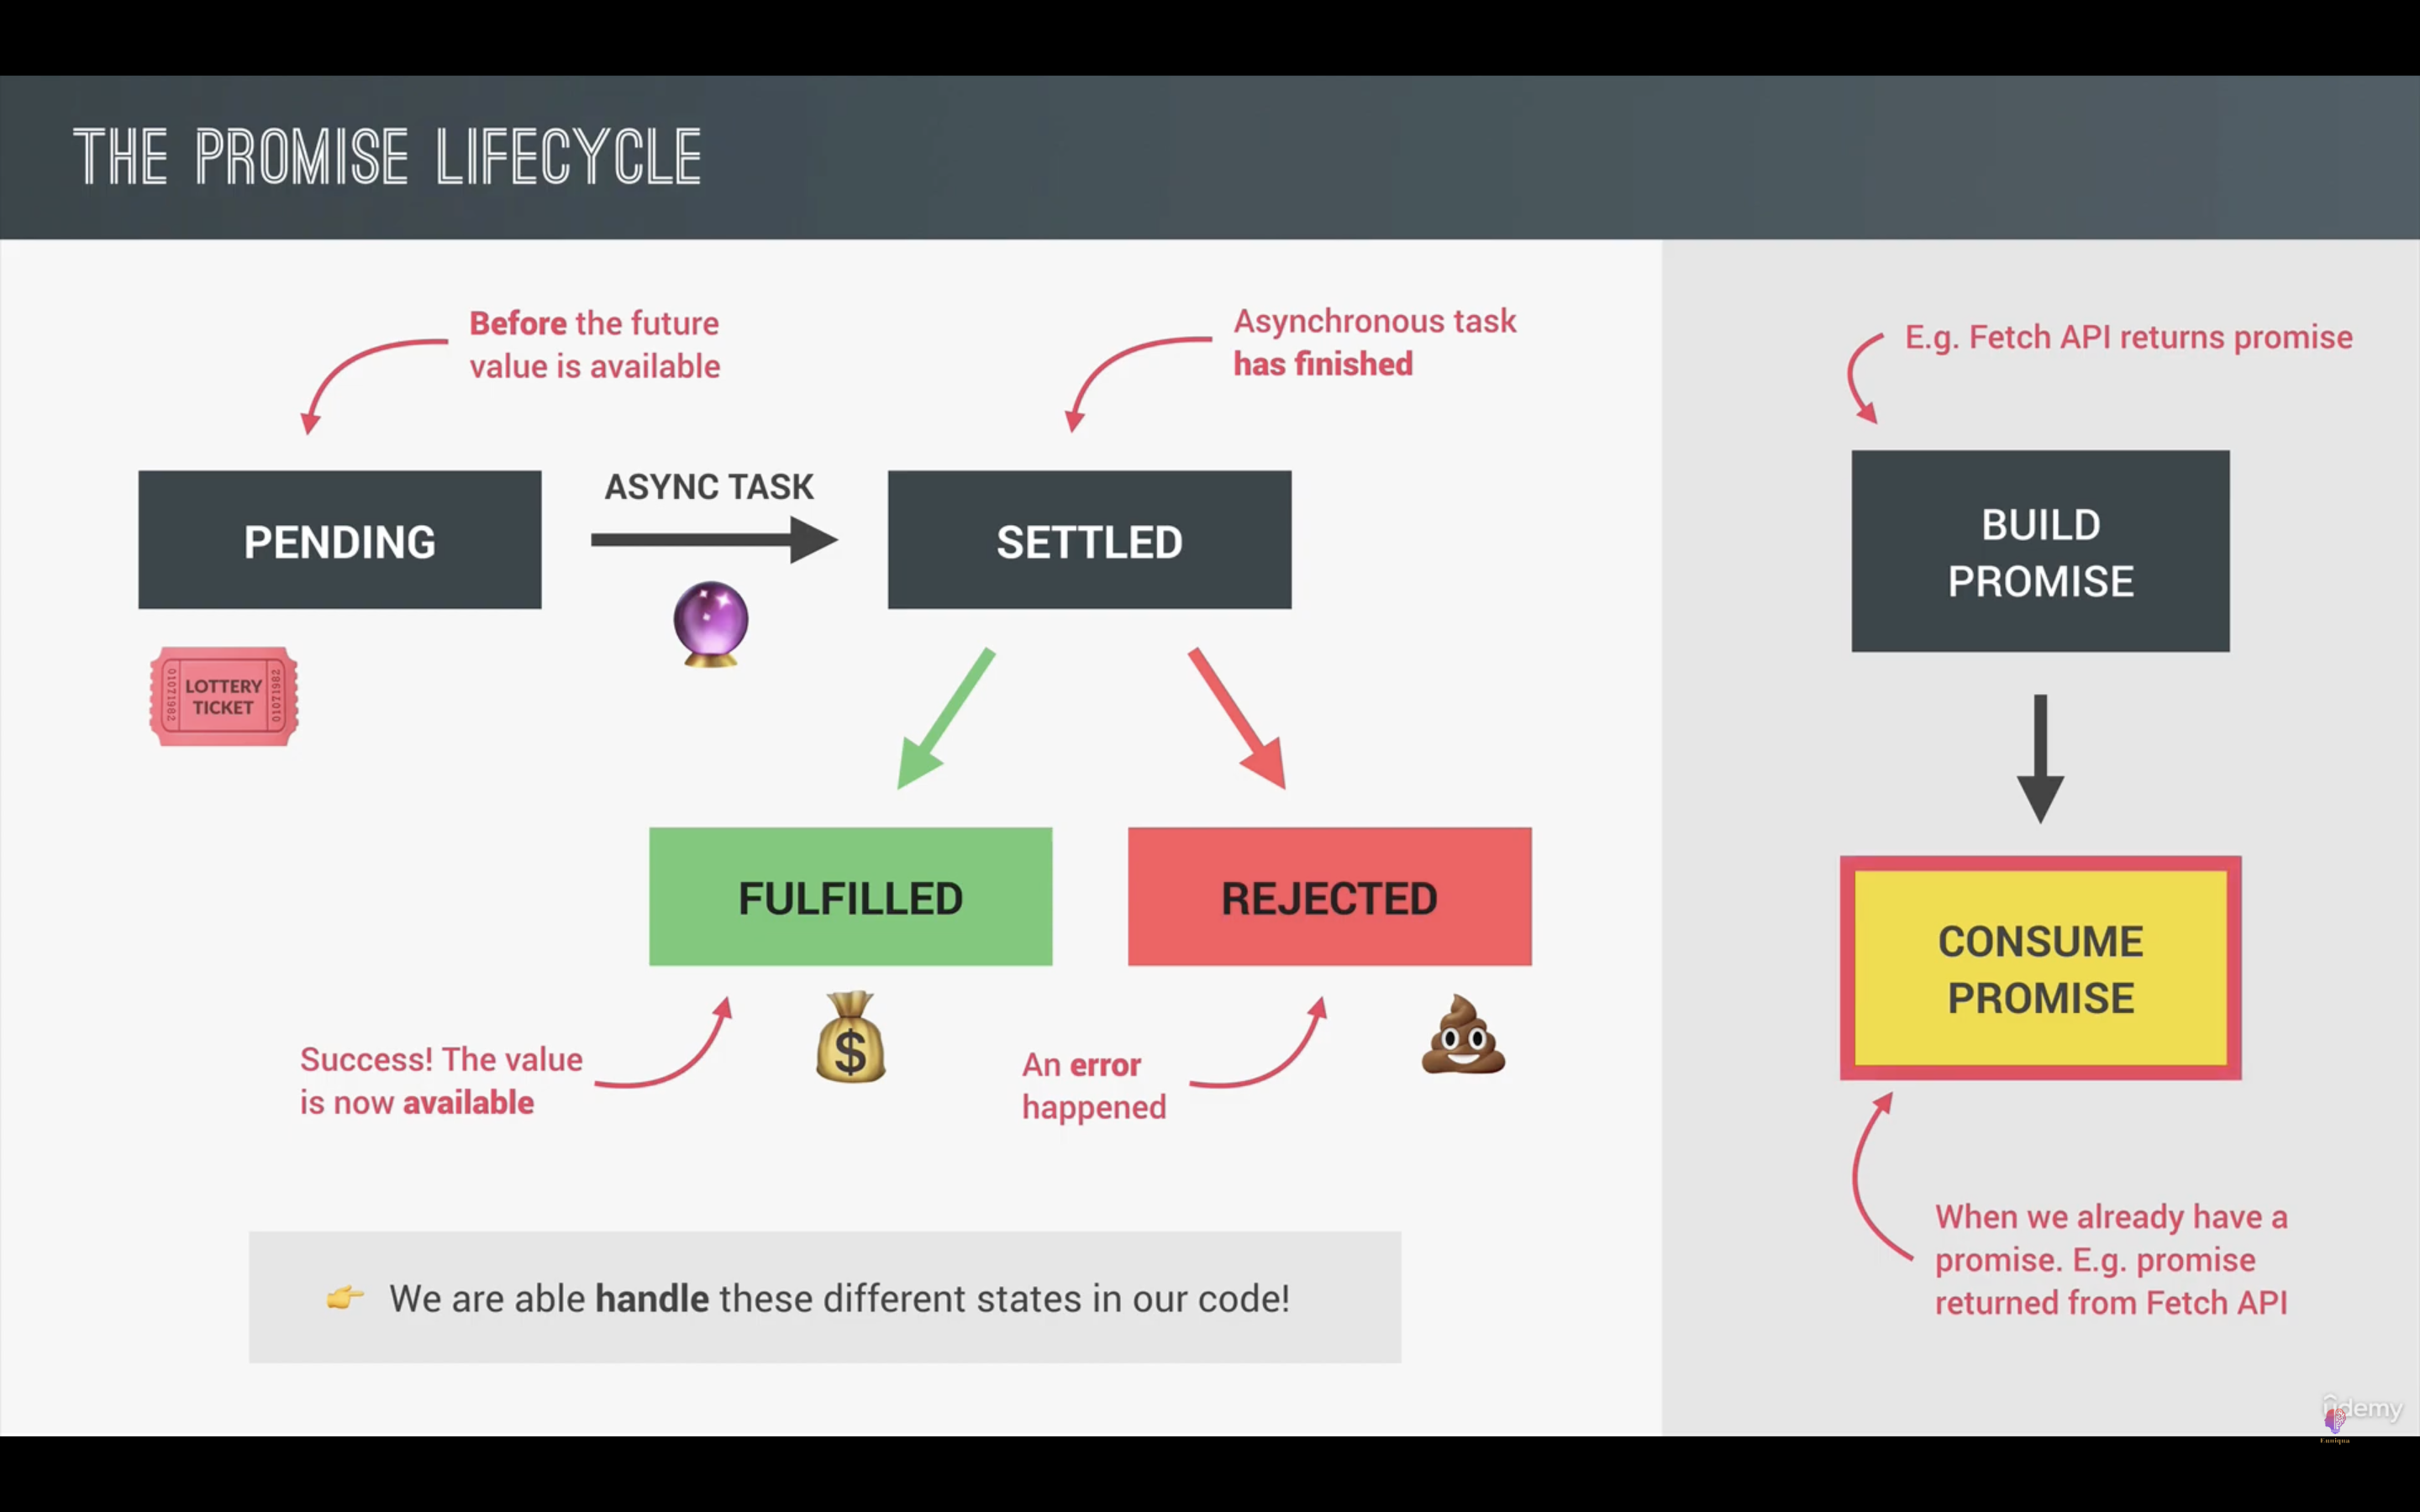 THE PROMISE LIFECYCLE
Before the future
value is available
Asynchronous task
has finished
PENDING
ASYNC TASK
SETTLED
LOTTERY
TICKET
01071982
01071982
FULFILLED
REJECTED
Success! The value
is now available
An error
happened
👉 We are able handle these different states in our code!
E.g. Fetch API returns promise
BUILD
PROMISE
CONSUME
PROMISE
When we already have a
promise. E.g. promise
returned from Fetch API
udemy